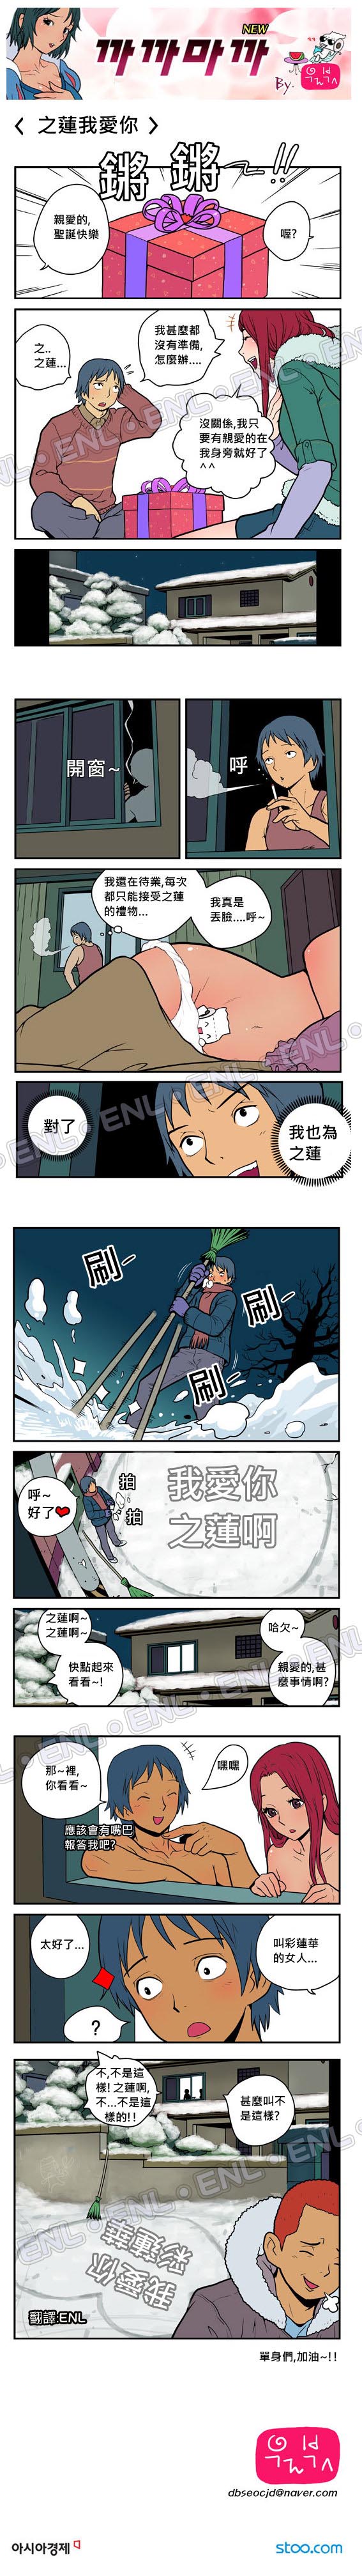 NEW
까까마까
By.
< 之蓮我愛你 >
鏘 鏘~!!
親愛的,
聖誕快樂
喔?
之..
之蓮...
我甚麼都
沒有準備,
怎麼辦....
沒關係,我只
要有親愛的在
我身旁就好了
^ ^
開窗~
呼
我還在待業,每次
都只能接受之蓮
的禮物...
我真是
丟臉....呼~
對了
我也為
之蓮
刷~
刷~
刷~
呼~
好了❤
拍
拍
我愛你
之蓮啊
之蓮啊~
之蓮啊~
快點起來
看看~!
哈欠~
親愛的,甚
麼事情啊?
那~裡,
你看看~
嘿嘿
應該會有嘴巴
報答我吧?
太好了...
叫彩蓮華
的女人...
?
不,不是這
樣! 之蓮啊,
不...不是這
樣的!!
甚麼叫不
是這樣?
我愛你
彩蓮華
翻譯:ENL
單身們,加油~!!
dbseocjd@naver.com
아시아경제
stoo.com
ENL